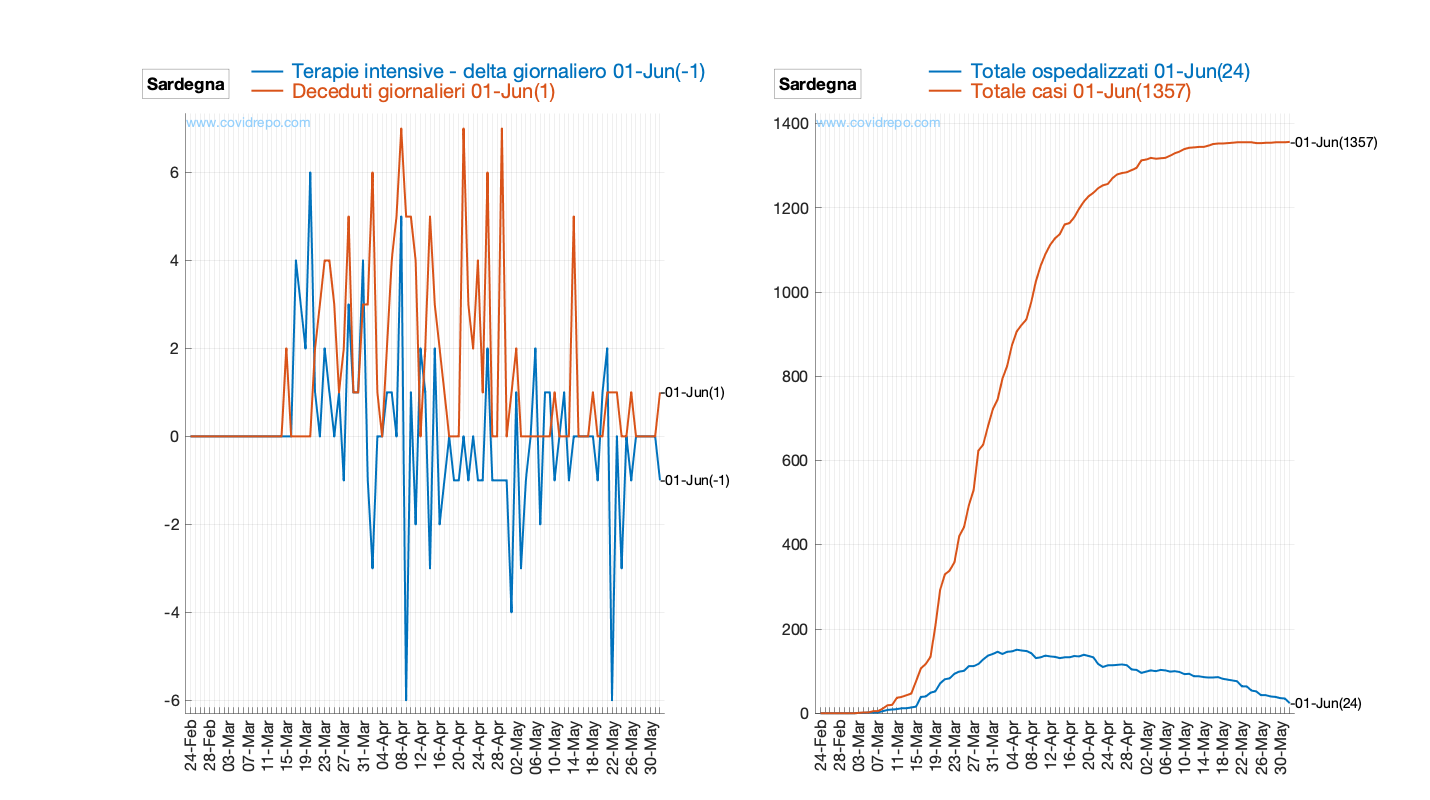 Sardegna
Terapie intensive - delta giornaliero 01-Jun(-1)
Deceduti giornalieri 01-Jun(1)
www.covidrepo.com
6
4
2
0
-2
-4
-6
01-Jun(1)
01-Jun(-1)
24-Feb
28-Feb
03-Mar
07-Mar
11-Mar
15-Mar
19-Mar
23-Mar
27-Mar
31-Mar
04-Apr
08-Apr
12-Apr
16-Apr
20-Apr
24-Apr
28-Apr
02-May
06-May
10-May
14-May
18-May
22-May
26-May
30-May
Sardegna
Totale ospedalizzati 01-Jun(24)
Totale casi 01-Jun(1357)
www.covidrepo.com
1400
1200
1000
800
600
400
200
0
01-Jun(1357)
01-Jun(24)
24-Feb
28-Feb
03-Mar
07-Mar
11-Mar
15-Mar
19-Mar
23-Mar
27-Mar
31-Mar
04-Apr
08-Apr
12-Apr
16-Apr
20-Apr
24-Apr
28-Apr
02-May
06-May
10-May
14-May
18-May
22-May
26-May
30-May